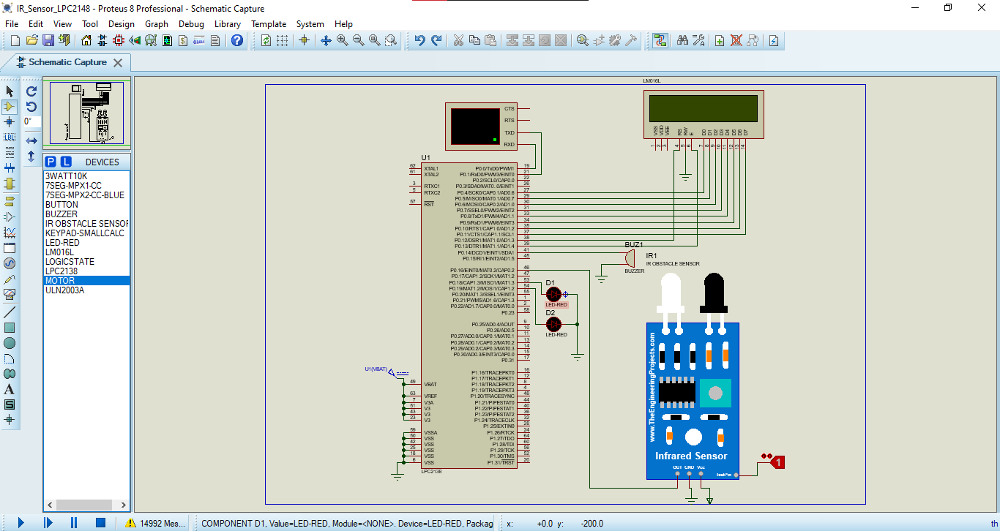 IR_Sensor_LPC2148 - Proteus 8 Professional - Schematic Capture
File Edit View Tool Design Graph Debug Library Template System Help
Schematic Capture
0°
LBL
A
S
P L DEVICES
3WATT10K
7SEG-MPX1-CC
7SEG-MPX2-CC-BLUE
BUTTON
BUZZER
IR OBSTACLE SENSOR
KEYPAD-SMALLCALC
LED-RED
LM016L
LOGICSTATE
LPC2138
MOTOR
ULN2003A
LM016L
VSS VDD VEE RS RW E D0 D1 D2 D3 D4 D5 D6 D7
1 2 3 4 5 6 7 8 9 10 11 12 13 14
CTS
RTS
TXD
RXD
U1
62 XTAL1
61 XTAL2
3 RTXC1
5 RTXC2
57 RST
49 VBAT
63 VREF
7 V3A
51 V3
43 V3
23 V3
59 VSSA
50 VSS
42 VSS
25 VSS
18 VSS
6 VSS
U1(VBAT)
P0.0/TxD0/PWM1 19
P0.1/RxD0/PWM3/EINT0 21
P0.2/SCL0/CAP0.0 22
P0.3/SDA0/MAT0.0/EINT1 26
P0.4/SCK0/CAP0.1/AD0.6 27
P0.5/MISO0/MAT0.1/AD0.7 29
P0.6/MOSI0/CAP0.2/AD1.0 30
P0.7/SSEL0/PWM2/EINT2 31
P0.8/TxD1/PWM4/AD1.1 33
P0.9/RxD1/PWM6/EINT3 34
P0.10/RTS1/CAP1.0/AD1.2 35
P0.11/CTS1/CAP1.1/SCL1 37
P0.12/DSR1/MAT1.0/AD1.3 38
P0.13/DTR1/MAT1.1/AD1.4 39
P0.14/DCD1/EINT1/SDA1 41
P0.15/RI1/EINT2/AD1.5 45
P0.16/EINT0/MAT0.2/CAP0.2 46
P0.17/CAP1.2/SCK1/MAT1.2 47
P0.18/CAP1.3/MISO1/MAT1.3 53
P0.19/MAT1.2/MOSI1/CAP1.2 54
P0.20/MAT1.3/SSEL1/EINT3 55
P0.21/PWM5/AD1.6/CAP1.3 1
P0.22/AD1.7/CAP0.0/MAT0.0 2
P0.23 58
P0.25/AD0.4/AOUT 9
P0.26/AD0.5 10
P0.27/AD0.0/CAP0.1/MAT0.1 11
P0.28/AD0.1/CAP0.2/MAT0.2 13
P0.29/AD0.2/CAP0.3/MAT0.3 14
P0.30/AD0.3/EINT3/CAP0.0 15
P0.31 17
P1.16/TRACEPKT0 16
P1.17/TRACEPKT1 12
P1.18/TRACEPKT2 8
P1.19/TRACEPKT3 4
P1.20/TRACESYNC 48
P1.21/PIPESTAT0 44
P1.22/PIPESTAT1 40
P1.23/PIPESTAT2 36
P1.24/TRACECLK 32
P1.25/EXTIN0 28
P1.26/RTCK 24
P1.27/TDO 64
P1.28/TDI 60
P1.29/TCK 56
P1.30/TMS 52
P1.31/TRST 20
LPC2138
BUZ1
BUZZER
D1
LED-RED
D2
LED-RED
IR1
IR OBSTACLE SENSOR
www.TheEngineeringProjects.com
Infrared Sensor
OUT GND Vcc
TestPin
1
14992 Mes...
COMPONENT D1, Value=LED-RED, Module=<NONE>. Device=LED-RED, Packag
x: +0.0 y: -200.0 th